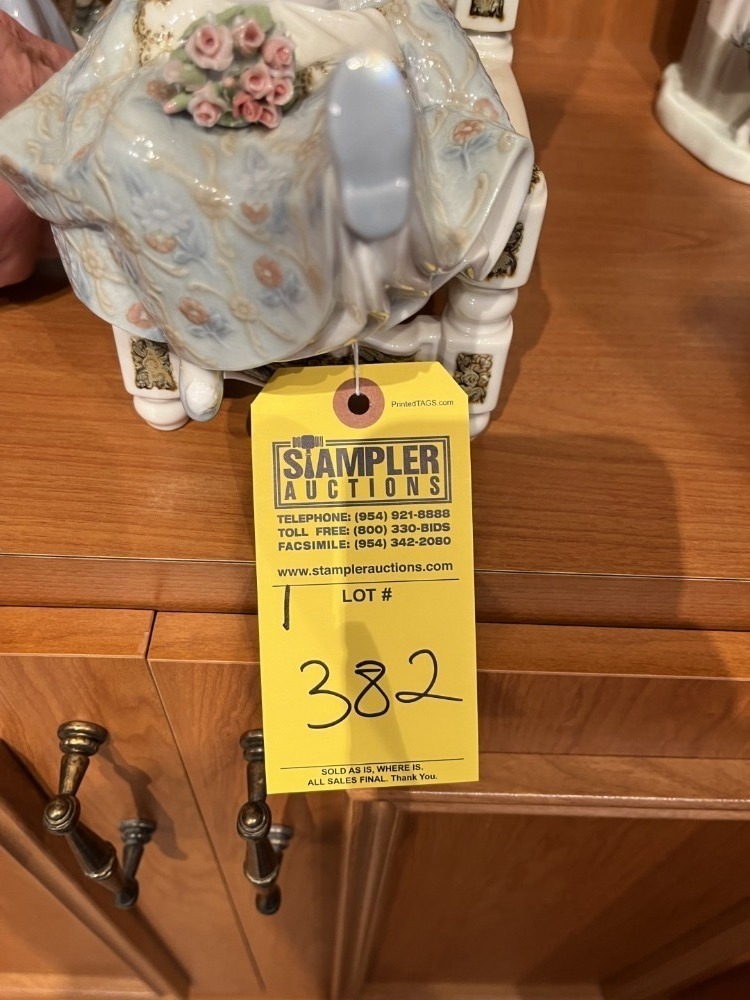 PrintedTAGS.com
STAMPLER
AUCTIONS
TELEPHONE: (954) 921-8888
TOLL FREE: (800) 330-BIDS
FACSIMILE: (954) 342-2080
www.stamplerauctions.com
1 LOT #
382
SOLD AS IS, WHERE IS.
ALL SALES FINAL. Thank You.